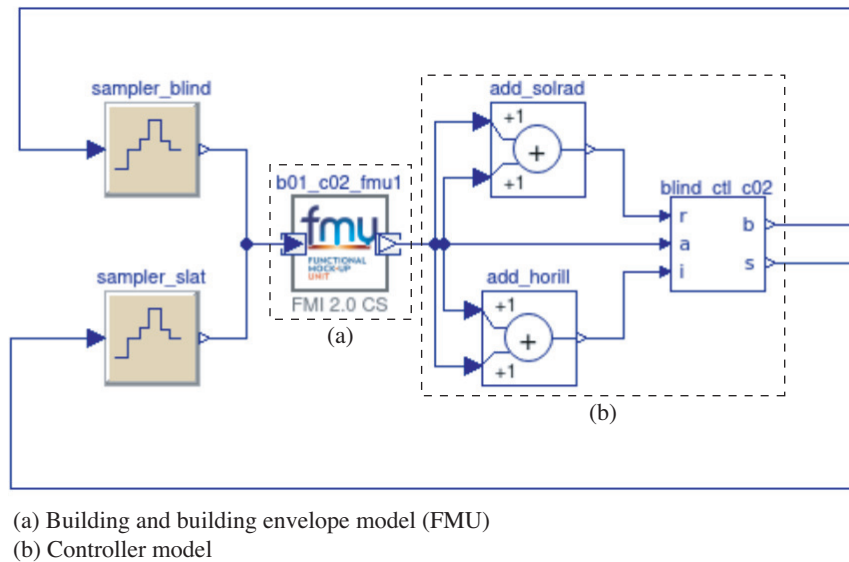 sampler_blind
add_solrad
+1
+
+1
b01_c02_fmu1
fmu
FUNCTIONAL
MOCK-UP
UNIT
FMI 2.0 CS
(a)
blind_ctl_c02
r
a
i
b
s
sampler_slat
add_horill
+1
+
+1
(b)
(a) Building and building envelope model (FMU)
(b) Controller model